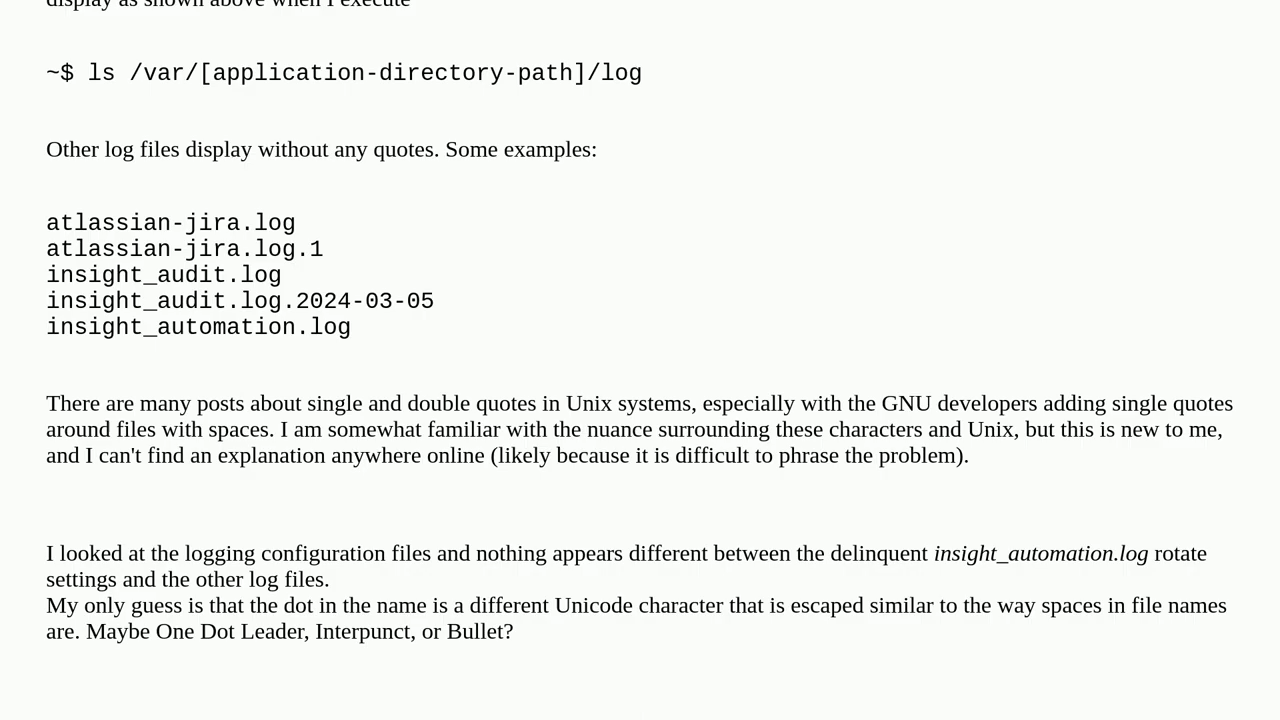 display as shown above when I execute
~$ ls /var/[application-directory-path]/log
Other log files display without any quotes. Some examples:
atlassian-jira.log
atlassian-jira.log.1
insight_audit.log
insight_audit.log.2024-03-05
insight_automation.log
There are many posts about single and double quotes in Unix systems, especially with the GNU developers adding single quotes
around files with spaces. I am somewhat familiar with the nuance surrounding these characters and Unix, but this is new to me,
and I can't find an explanation anywhere online (likely because it is difficult to phrase the problem).
I looked at the logging configuration files and nothing appears different between the delinquent insight_automation.log rotate
settings and the other log files.
My only guess is that the dot in the name is a different Unicode character that is escaped similar to the way spaces in file names
are. Maybe One Dot Leader, Interpunct, or Bullet?